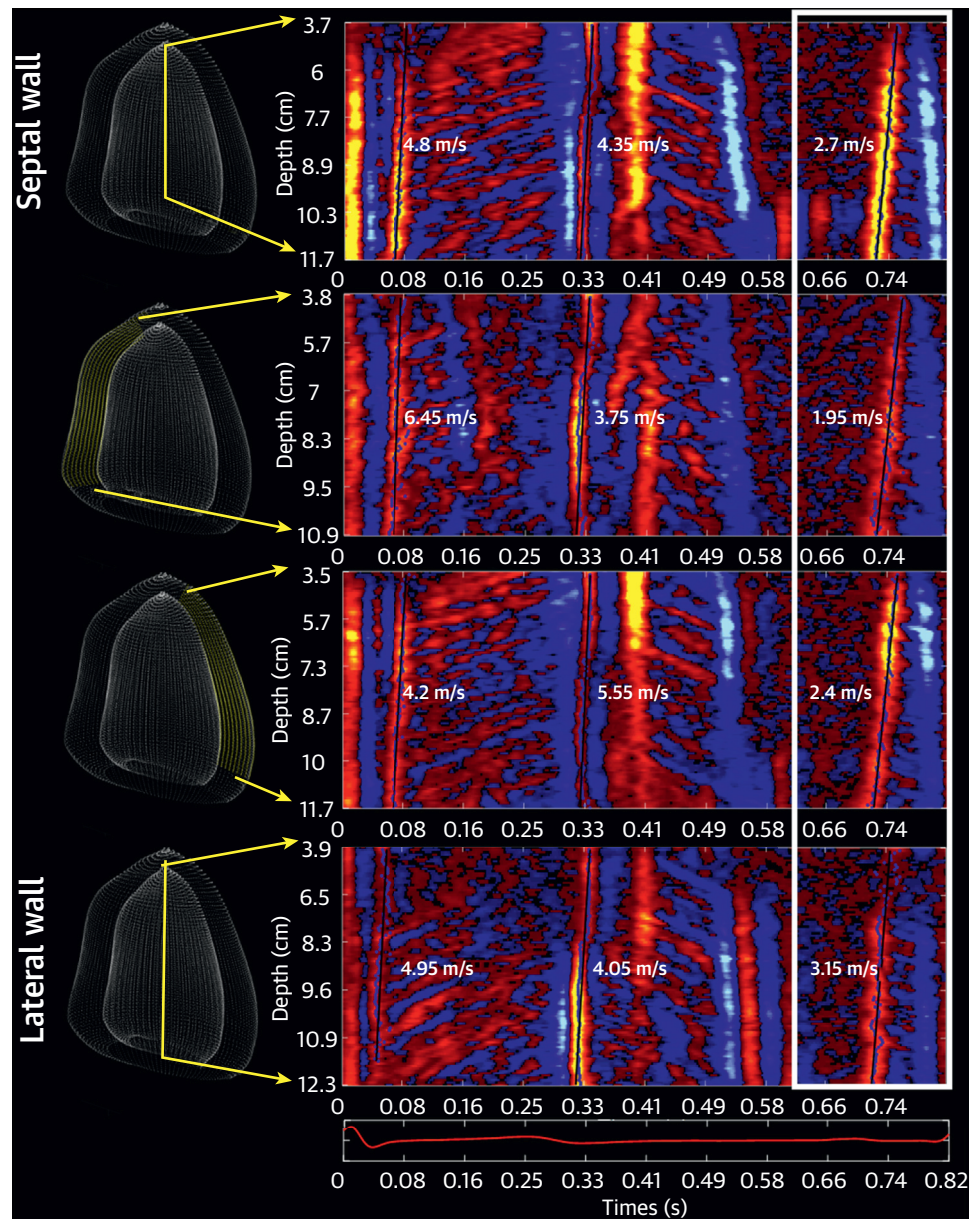 Septal wall
Depth (cm)
3.7
6
7.7
8.9
10.3
11.7
4.8 m/s
4.35 m/s
2.7 m/s
0 0.08 0.16 0.25 0.33 0.41 0.49 0.58 0.66 0.74
Depth (cm)
3.8
5.7
7
8.3
9.5
10.9
6.45 m/s
3.75 m/s
1.95 m/s
0 0.08 0.16 0.25 0.33 0.41 0.49 0.58 0.66 0.74
Depth (cm)
3.5
5.7
7.3
8.7
10
11.7
4.2 m/s
5.55 m/s
2.4 m/s
0 0.08 0.16 0.25 0.33 0.41 0.49 0.58 0.66 0.74
Lateral wall
Depth (cm)
3.9
6.5
8.3
9.6
10.9
12.3
4.95 m/s
4.05 m/s
3.15 m/s
0 0.08 0.16 0.25 0.33 0.41 0.49 0.58 0.66 0.74
0 0.08 0.16 0.25 0.33 0.41 0.49 0.58 0.66 0.74 0.82
Times (s)